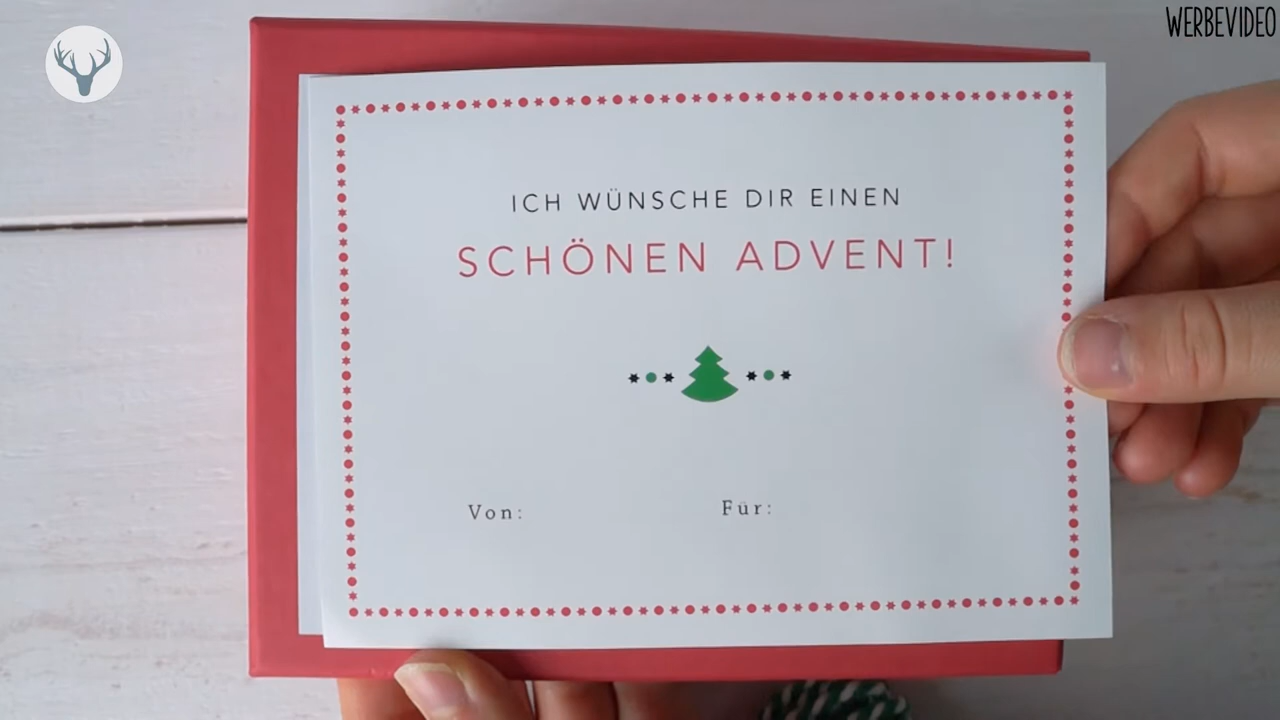 WERBEVIDEO
ICH WÜNSCHE DIR EINEN
SCHÖNEN ADVENT!
Von:
Für: